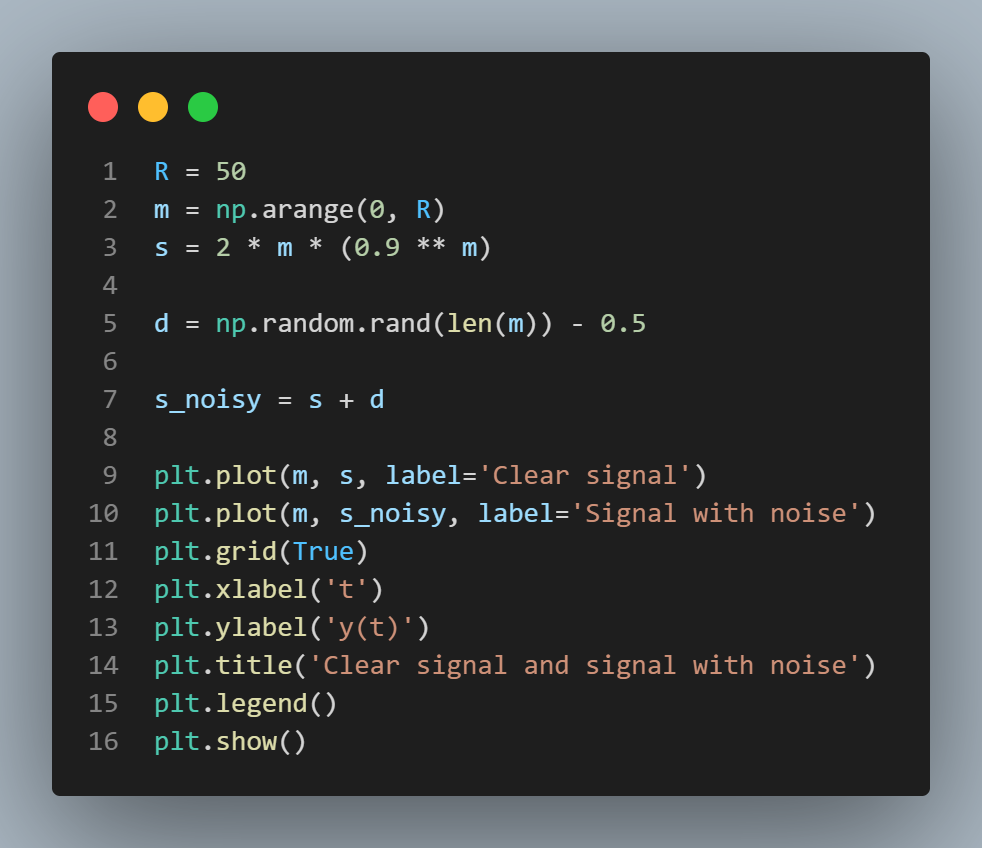 1 R = 50
2 m = np.arange(0, R)
3 s = 2 * m * (0.9 ** m)
4
5 d = np.random.rand(len(m)) - 0.5
6
7 s_noisy = s + d
8
9 plt.plot(m, s, label='Clear signal')
10 plt.plot(m, s_noisy, label='Signal with noise')
11 plt.grid(True)
12 plt.xlabel('t')
13 plt.ylabel('y(t)')
14 plt.title('Clear signal and signal with noise')
15 plt.legend()
16 plt.show()